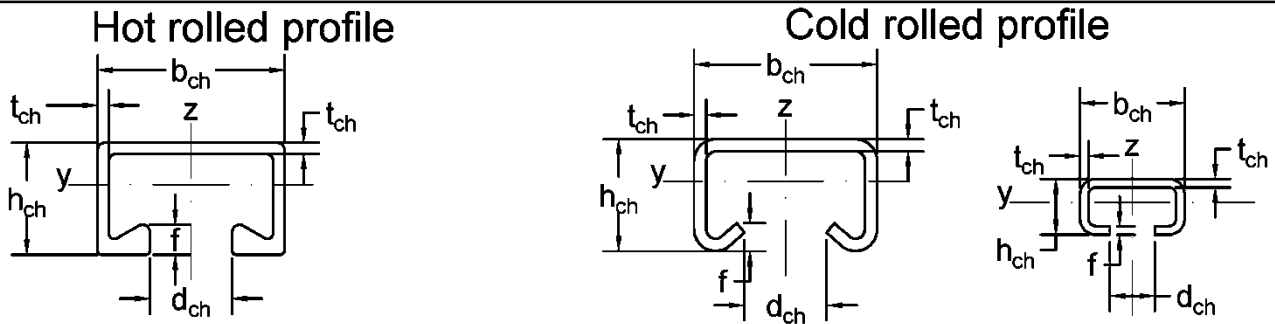 Hot rolled profile
Cold rolled profile
b_ch
t_ch
z
t_ch
y
h_ch
f
d_ch
b_ch
t_ch
z
t_ch
y
h_ch
f
d_ch
b_ch
t_ch
z
t_ch
y
h_ch
f
d_ch